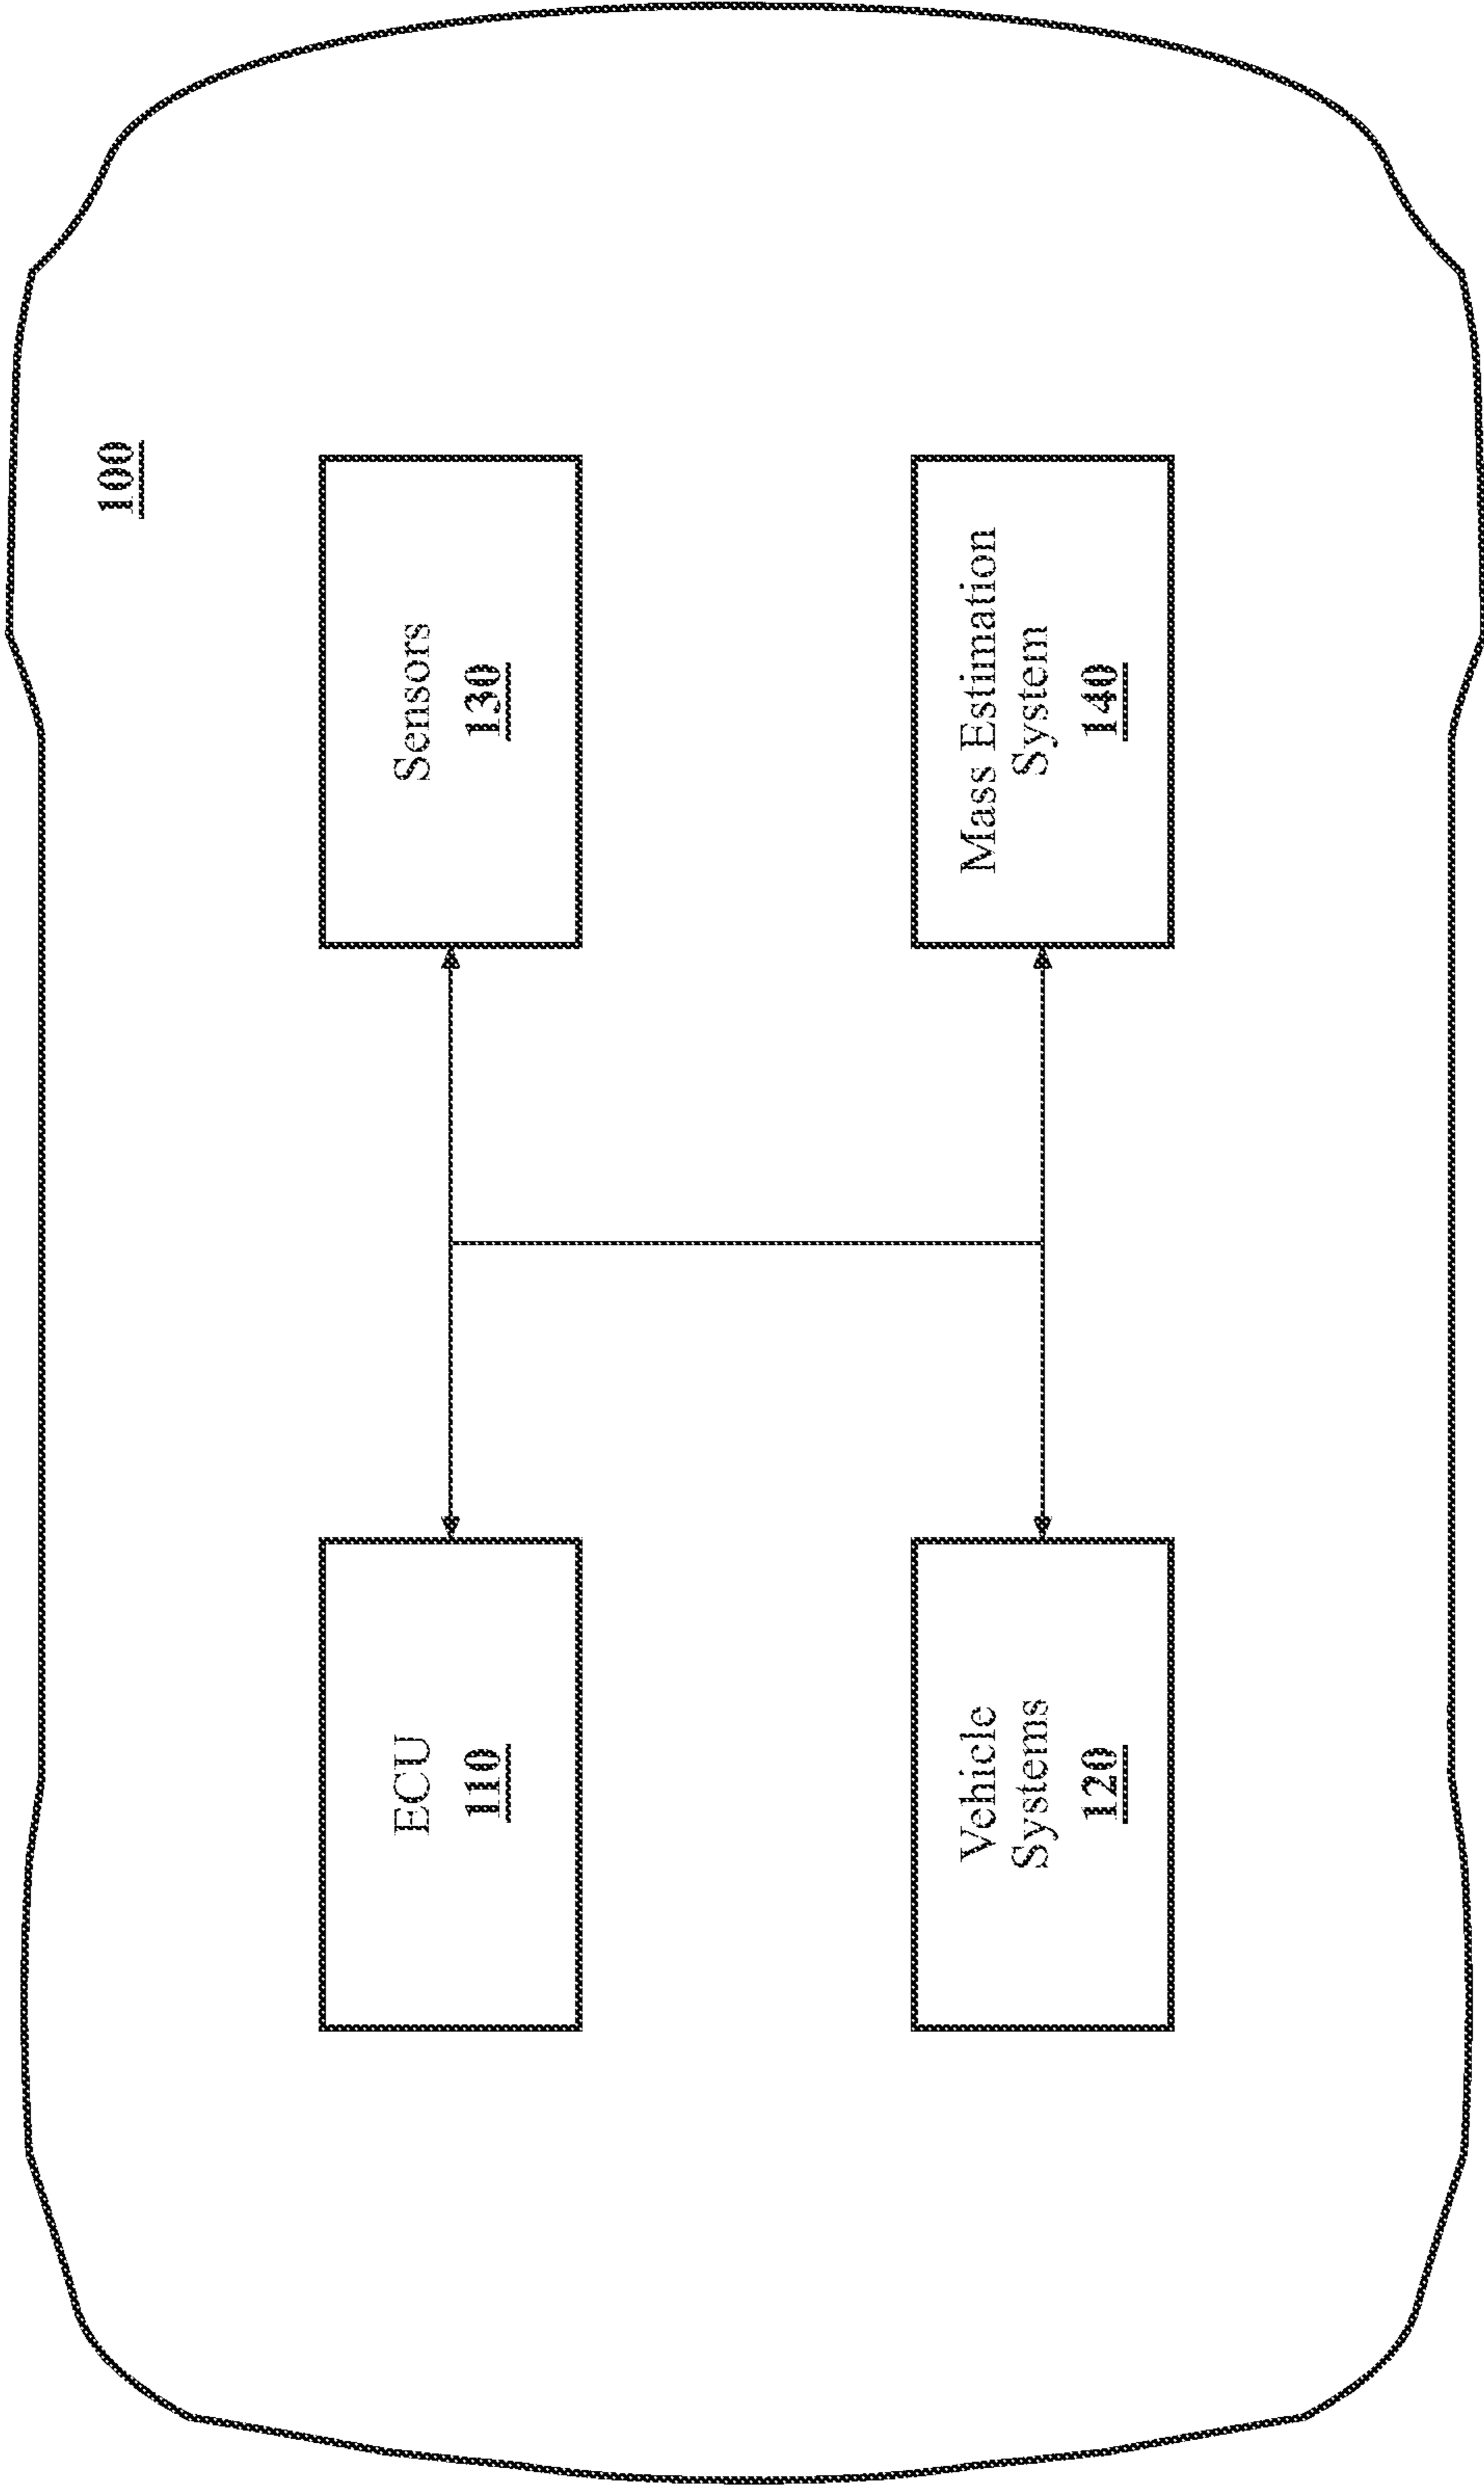 100
ECU
110
Sensors
130
Vehicle
Systems
120
Mass Estimation
System
140